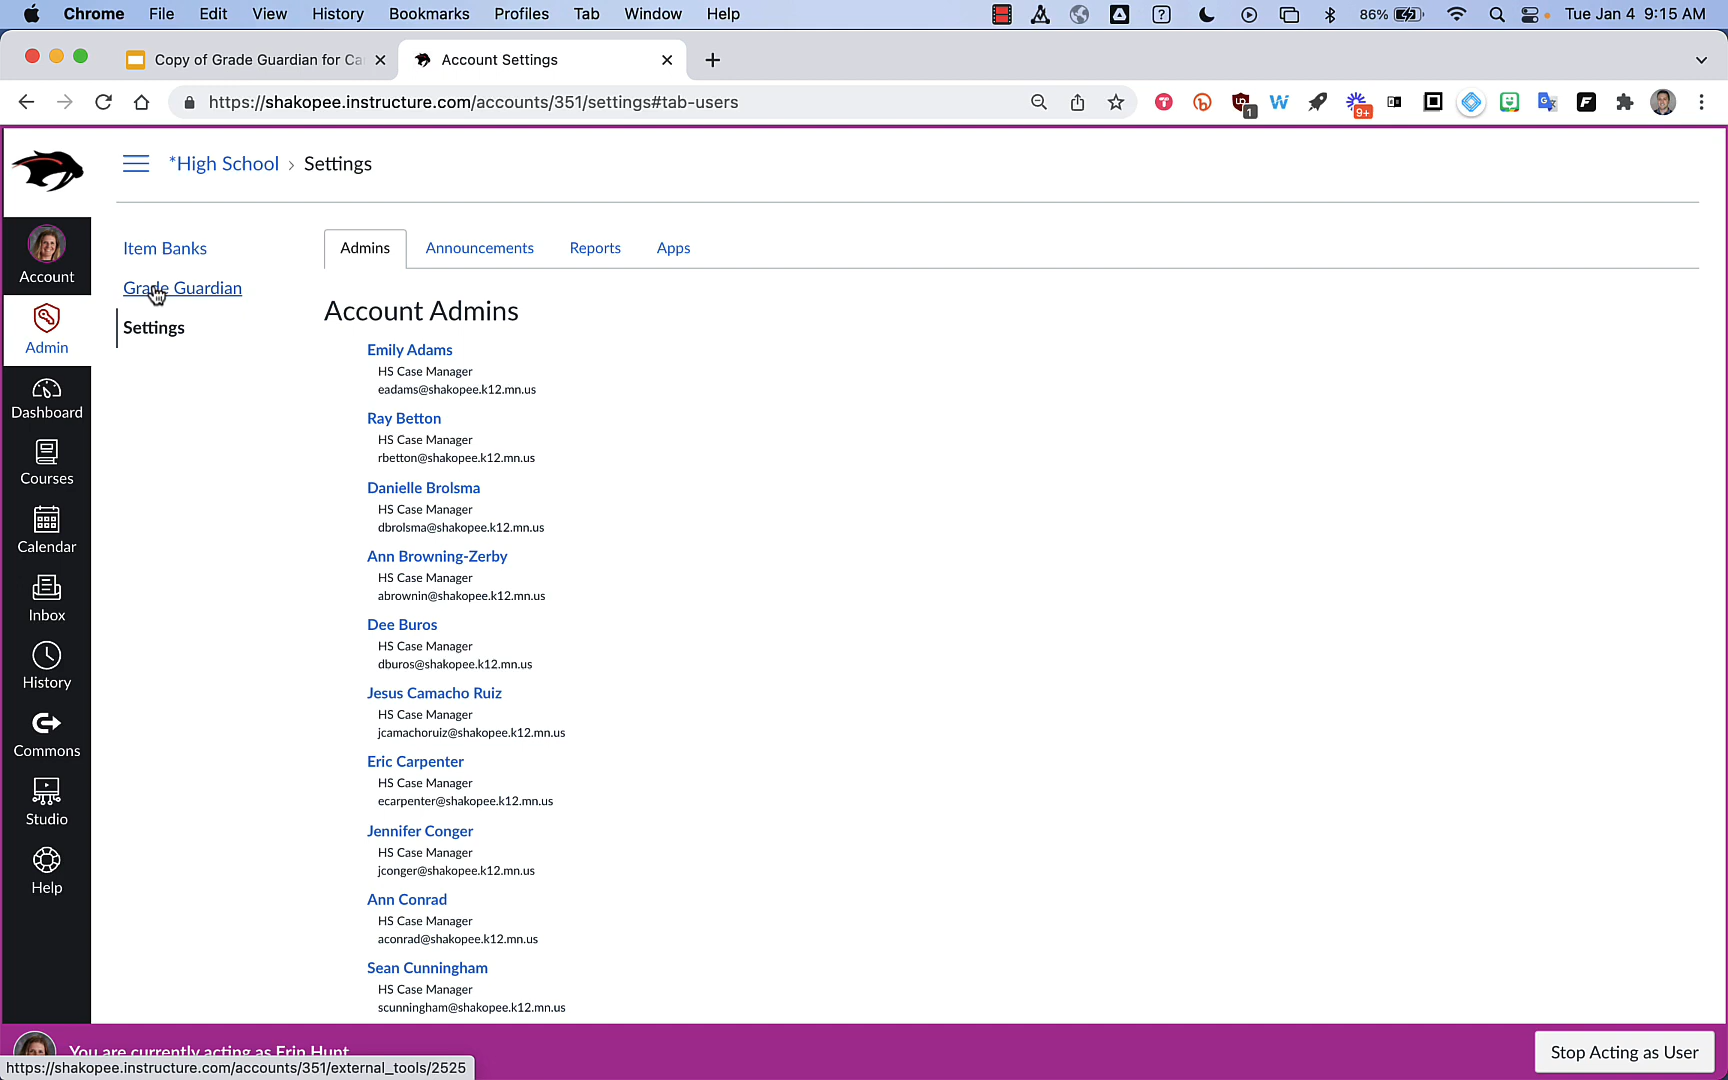 Chrome File Edit View History Bookmarks Profiles Tab Window Help 86% Tue Jan 4 9:15 AM
Copy of Grade Guardian for Ca Account Settings
https://shakopee.instructure.com/accounts/351/settings#tab-users
*High School › Settings
Account
Admin
Dashboard
Courses
Calendar
Inbox
History
Commons
Studio
Help
Item Banks
Grade Guardian
Settings
Admins Announcements Reports Apps
Account Admins
Emily Adams
HS Case Manager
eadams@shakopee.k12.mn.us
Ray Betton
HS Case Manager
rbetton@shakopee.k12.mn.us
Danielle Brolsma
HS Case Manager
dbrolsma@shakopee.k12.mn.us
Ann Browning-Zerby
HS Case Manager
abrownin@shakopee.k12.mn.us
Dee Buros
HS Case Manager
dburos@shakopee.k12.mn.us
Jesus Camacho Ruiz
HS Case Manager
jcamachoruiz@shakopee.k12.mn.us
Eric Carpenter
HS Case Manager
ecarpenter@shakopee.k12.mn.us
Jennifer Conger
HS Case Manager
jconger@shakopee.k12.mn.us
Ann Conrad
HS Case Manager
aconrad@shakopee.k12.mn.us
Sean Cunningham
HS Case Manager
scunningham@shakopee.k12.mn.us
You are currently acting as Erin Hunt
Stop Acting as User
https://shakopee.instructure.com/accounts/351/external_tools/2525